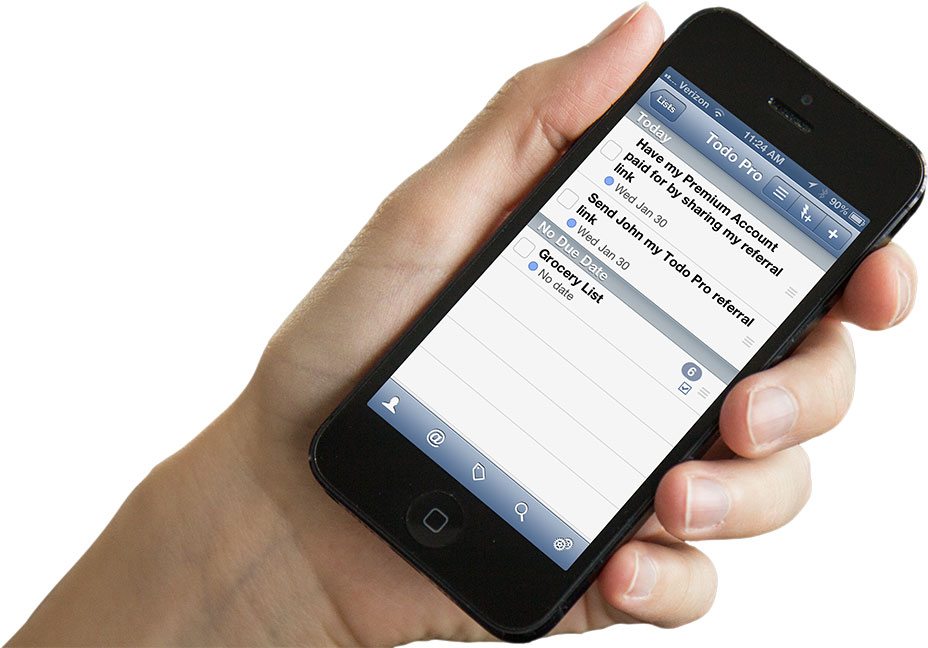 Verizon 11:24 AM 90%
Lists Todo Pro +
Today
Have my Premium Account
paid for by sharing my referral
link
Wed Jan 30
Send John my Todo Pro referral
link
Wed Jan 30
No Due Date
Grocery List
No date
6
@